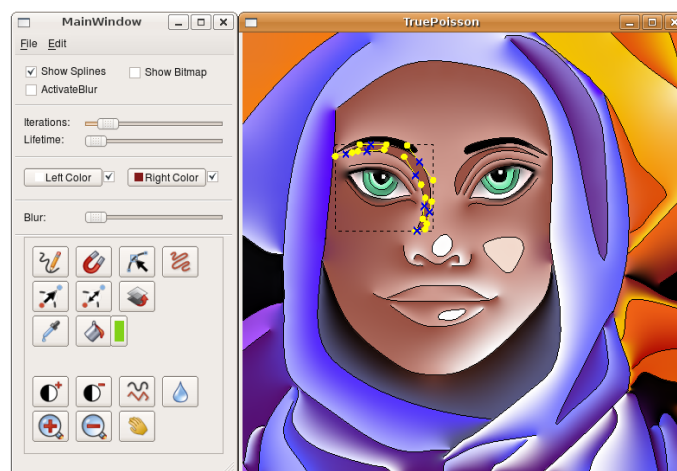 MainWindow
TruePoisson
File Edit
Show Splines Show Bitmap
ActivateBlur
Iterations:
Lifetime:
Left Color Right Color
Blur: